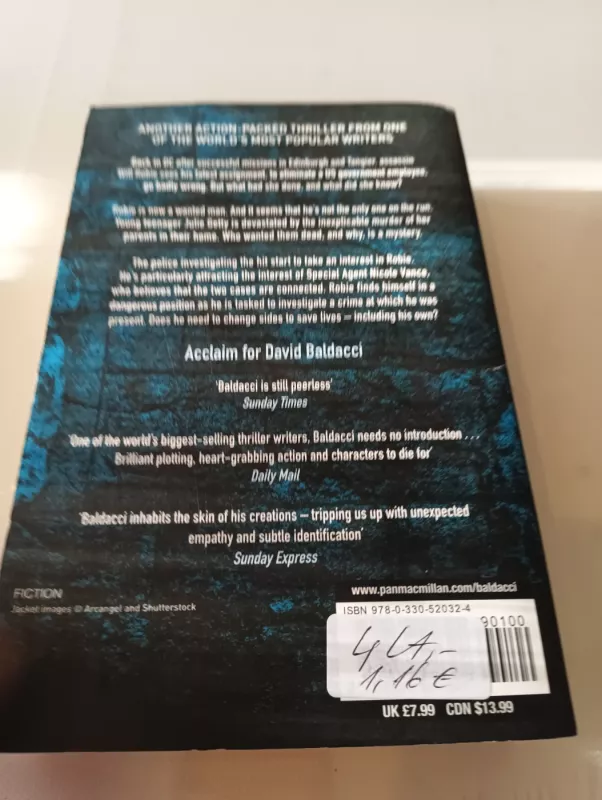 ANOTHER ACTION-PACKED THRILLER FROM ONE
OF THE WORLD'S MOST POPULAR WRITERS
Back in DC after successful missions in Edinburgh and Tangier, assassin
Will Robie sees his latest assignment, to eliminate a US government employee,
go badly wrong. But what has she done, and what did she know?
Robie is now a wanted man. And it seems that he's not the only one on the run.
Young teenager Julie Getty is devastated by the inexplicable murder of her
parents in their home. Who wanted them dead, and why, is a mystery.
The police investigating the hit start to take an interest in Robie.
He's particularly attracting the interest of Special Agent Nicole Vance,
who believes that the two cases are connected. Robie finds himself in a
dangerous position as he is tasked to investigate a crime at which he was
present. Does he need to change sides to save lives – including his own?
Acclaim for David Baldacci
'Baldacci is still peerless'
Sunday Times
'One of the world's biggest-selling thriller writers, Baldacci needs no introduction . . .
Brilliant plotting, heart-grabbing action and characters to die for'
Daily Mail
'Baldacci inhabits the skin of his creations – tripping us up with unexpected
empathy and subtle identification'
Sunday Express
FICTION
www.panmacmillan.com/baldacci
Jacket images © Arcangel and Shutterstock
ISBN 978-0-330-52032-4
90100
4 Lt,-
1,16 €
UK £7.99 CDN $13.99